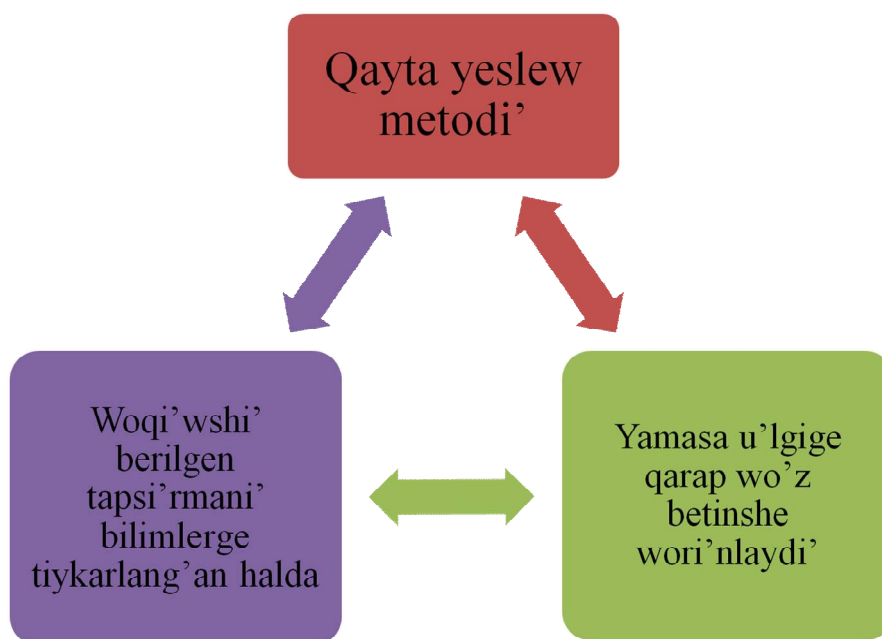 Qayta yeslew
metodi’
Woqi’wshi’
berilgen
tapsi’rmani’
bilimlerge
tiykarlang’an halda
Yamasa u’lgige
qarap wo’z
betinshe
wori’nlaydi’